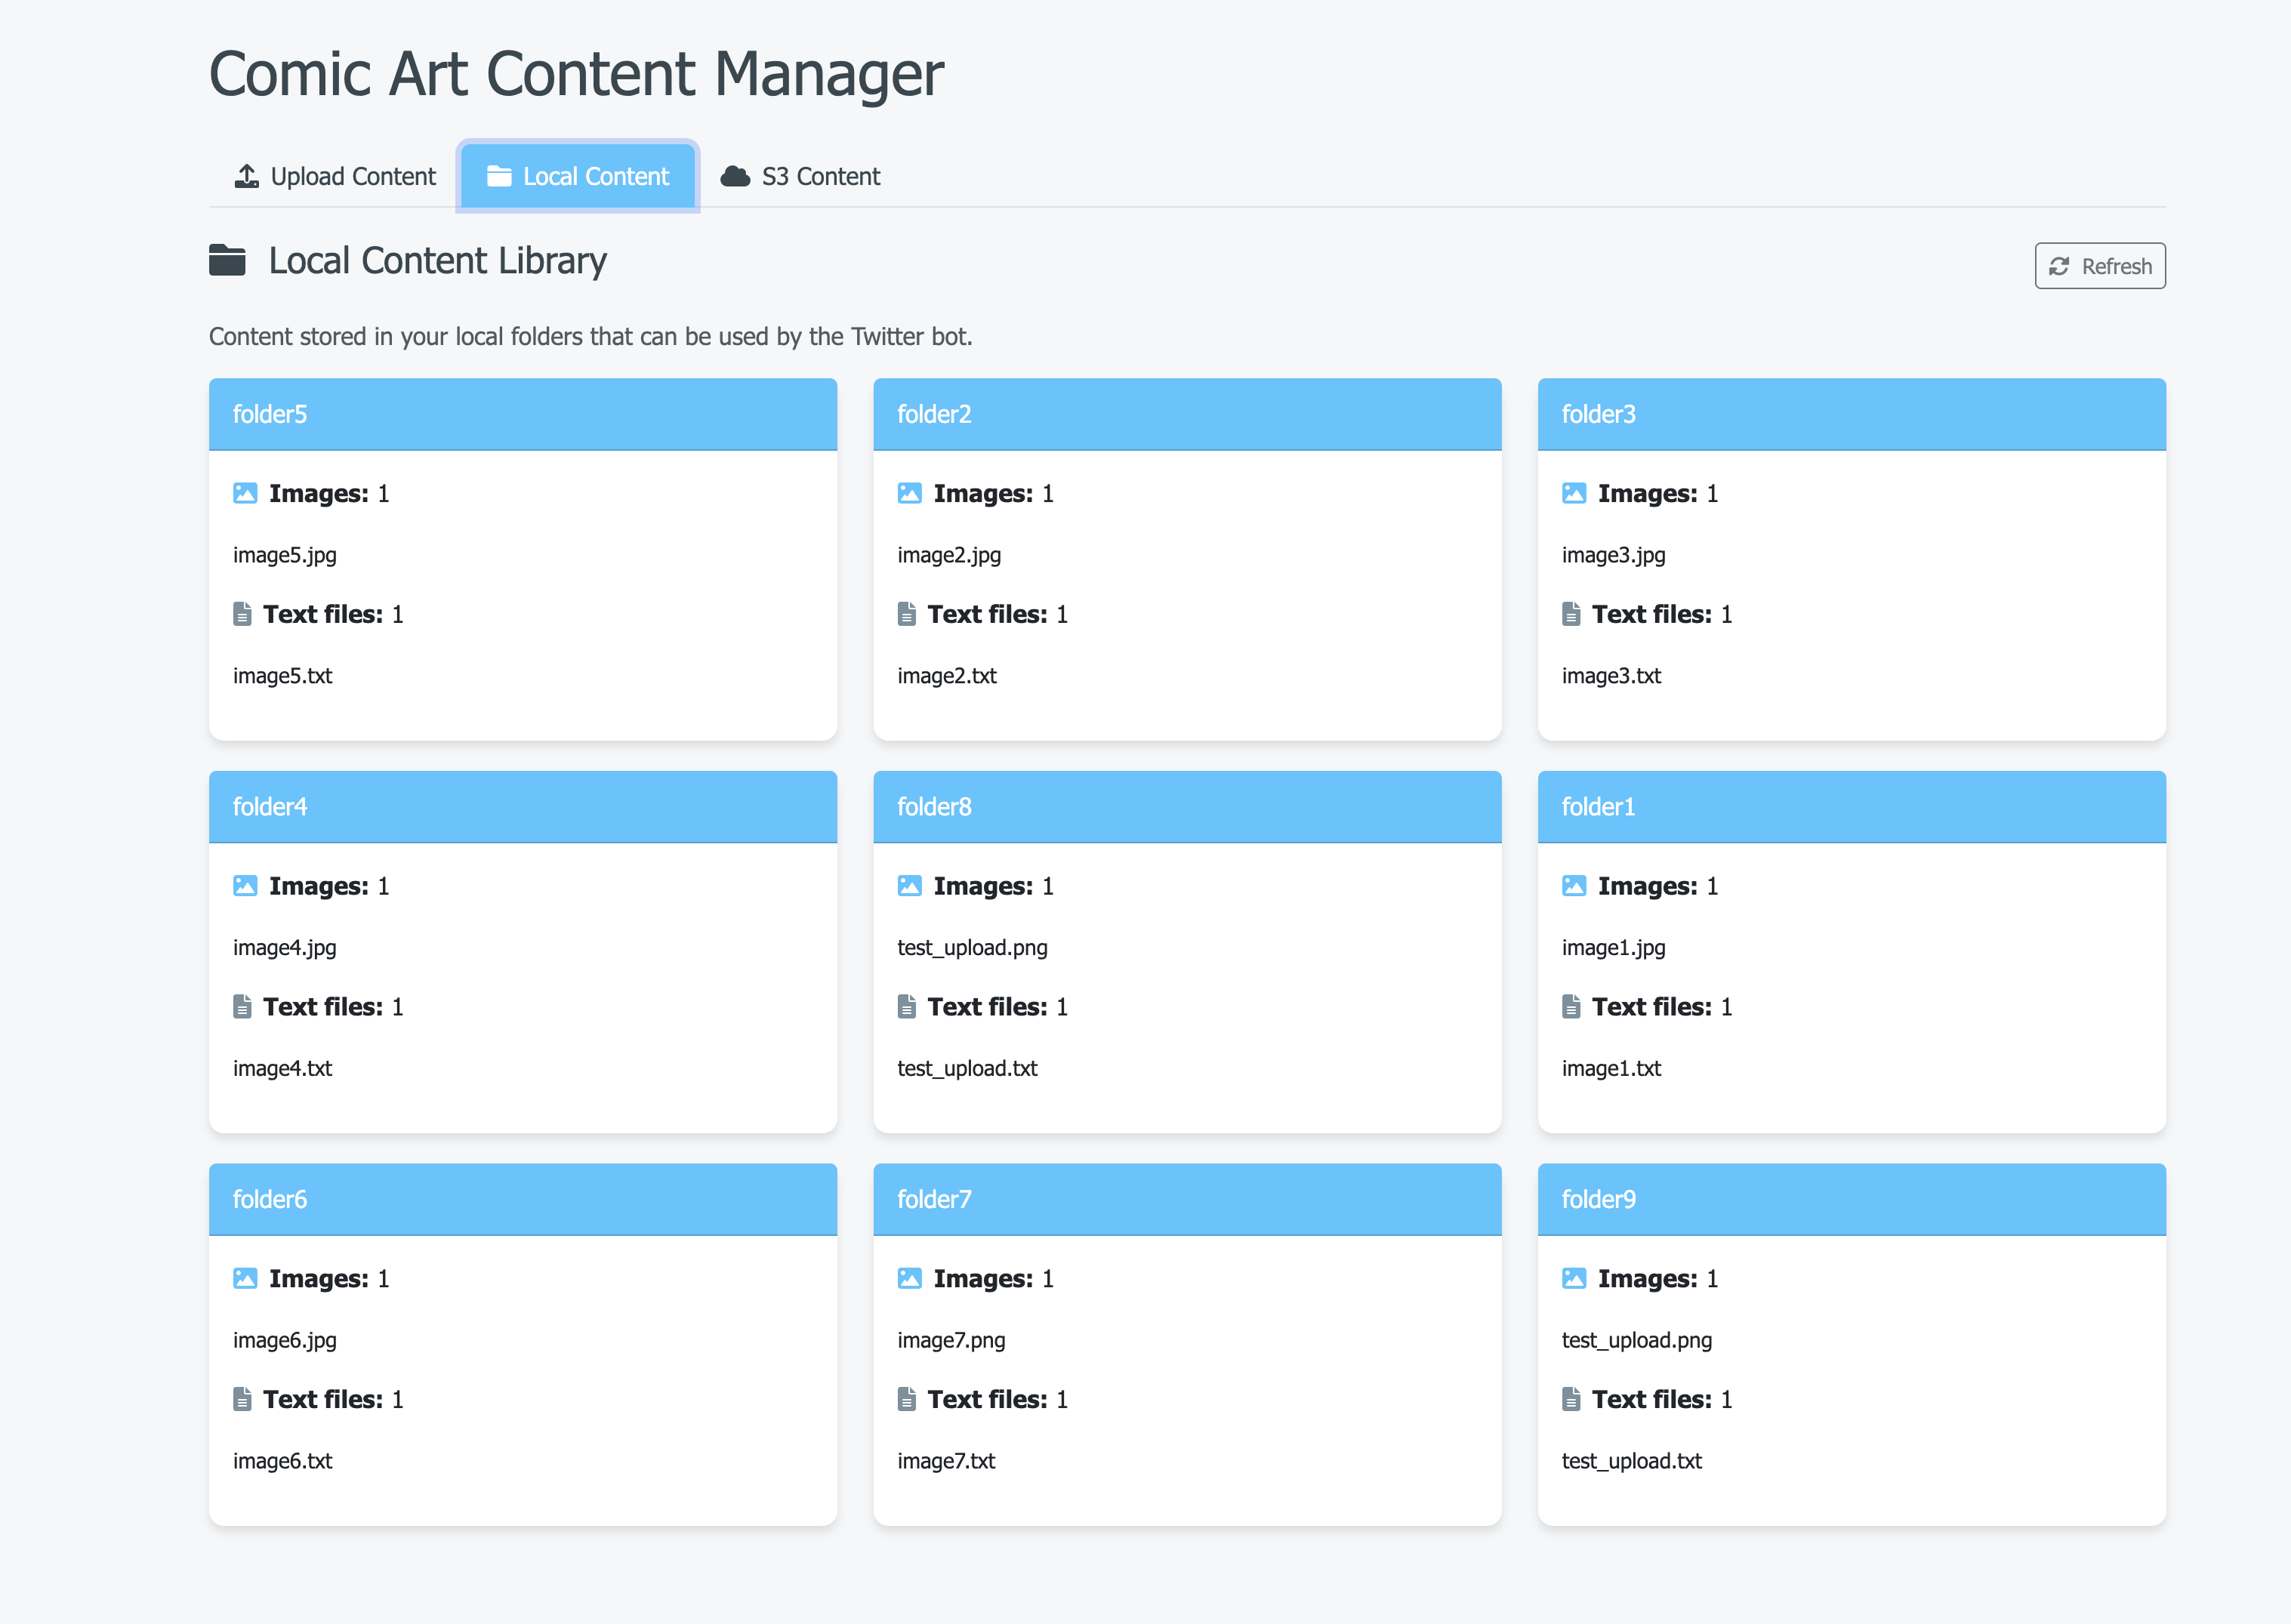 Comic Art Content Manager
Upload Content
Local Content
S3 Content
Local Content Library
Refresh
Content stored in your local folders that can be used by the Twitter bot.
folder5
Images: 1
image5.jpg
Text files: 1
image5.txt
folder2
Images: 1
image2.jpg
Text files: 1
image2.txt
folder3
Images: 1
image3.jpg
Text files: 1
image3.txt
folder4
Images: 1
image4.jpg
Text files: 1
image4.txt
folder8
Images: 1
test_upload.png
Text files: 1
test_upload.txt
folder1
Images: 1
image1.jpg
Text files: 1
image1.txt
folder6
Images: 1
image6.jpg
Text files: 1
image6.txt
folder7
Images: 1
image7.png
Text files: 1
image7.txt
folder9
Images: 1
test_upload.png
Text files: 1
test_upload.txt